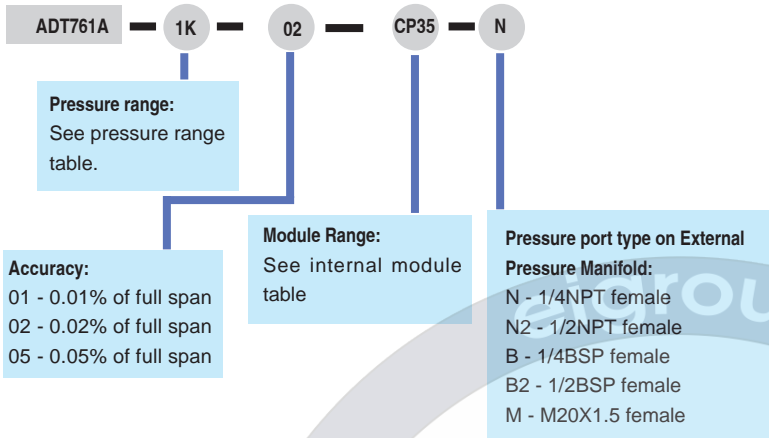 ADT761A — 1K — 02 — CP35 — N
Pressure range:
See pressure range
table.
Accuracy:
01 - 0.01% of full span
02 - 0.02% of full span
05 - 0.05% of full span
Module Range:
See internal module
table
Pressure port type on External
Pressure Manifold:
N - 1/4NPT female
N2 - 1/2NPT female
B - 1/4BSP female
B2 - 1/2BSP female
M - M20X1.5 female